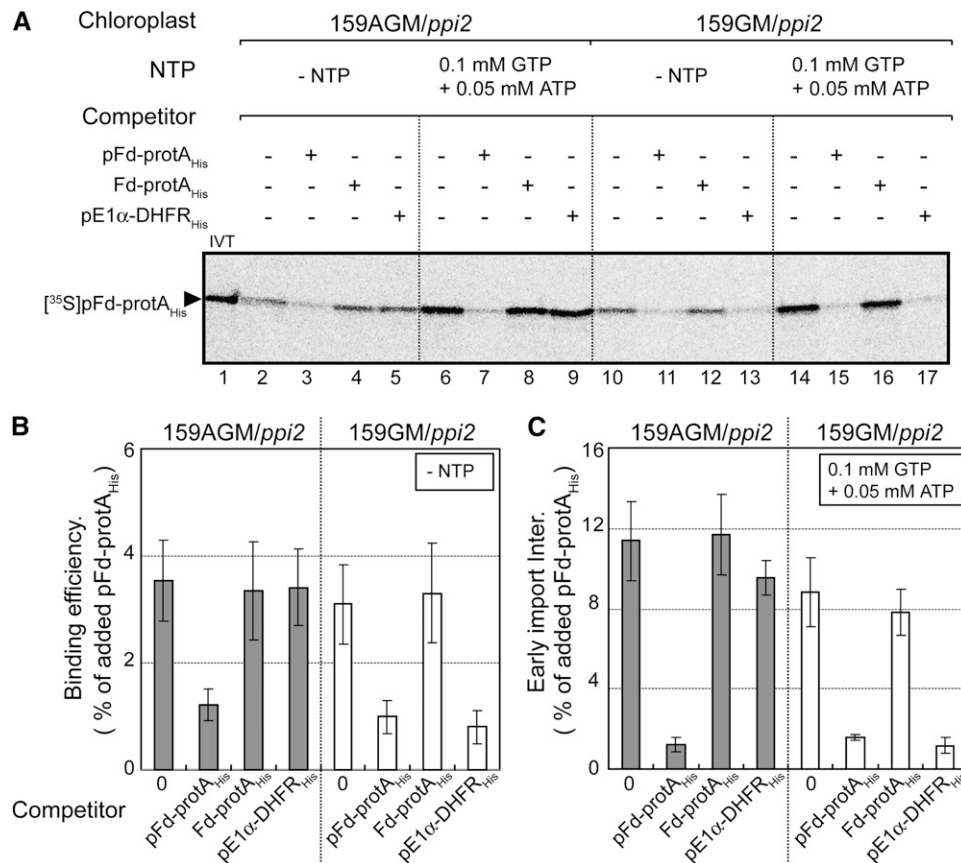 A
Chloroplast 159AGM/ppi2 159GM/ppi2
NTP - NTP 0.1 mM GTP + 0.05 mM ATP - NTP 0.1 mM GTP + 0.05 mM ATP
Competitor
pFd-protAHis - + - - - + - - - + - - - + - -
Fd-protAHis - - + - - - + - - - + - - - + -
pE1α-DHFRHis - - - + - - - + - - - + - - - +
IVT
[35S]pFd-protAHis
1 2 3 4 5 6 7 8 9 10 11 12 13 14 15 16 17
B
159AGM/ppi2 159GM/ppi2
- NTP
Binding efficiency.
( % of added pFd-protAHis)
6
4
2
0
Competitor
0 pFd-protAHis Fd-protAHis pE1α-DHFRHis 0 pFd-protAHis Fd-protAHis pE1α-DHFRHis
C
159AGM/ppi2 159GM/ppi2
0.1 mM GTP
+ 0.05 mM ATP
Early import Inter.
( % of added pFd-protAHis)
16
12
8
4
0
0 pFd-protAHis Fd-protAHis pE1α-DHFRHis 0 pFd-protAHis Fd-protAHis pE1α-DHFRHis